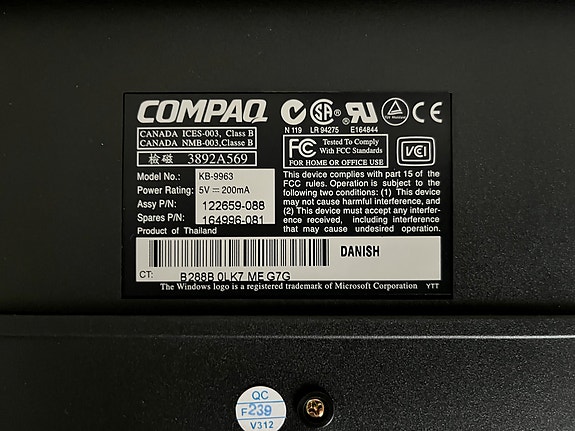 COMPAQ
N 119 LR 94275 E164844
CANADA ICES-003, Class B
CANADA NMB-003, Classe B
檢磁 3892A569
FC Tested To Comply
With FCC Standards
FOR HOME OR OFFICE USE
VCI
Model No.: KB-9963
Power Rating: 5V ⎓ 200mA
Assy P/N: 122659-088
Spares P/N: 164996-081
Product of Thailand
This device complies with part 15 of the
FCC rules. Operation is subject to the
following two conditions: (1) This device
may not cause harmful interference, and
(2) This device must accept any interfer-
ence received, including interference
that may cause undesired operation.
DANISH
CT: B288B 0LK7 ME G7G
The Windows logo is a registered trademark of Microsoft Corporation YTT
QC
F239
V312